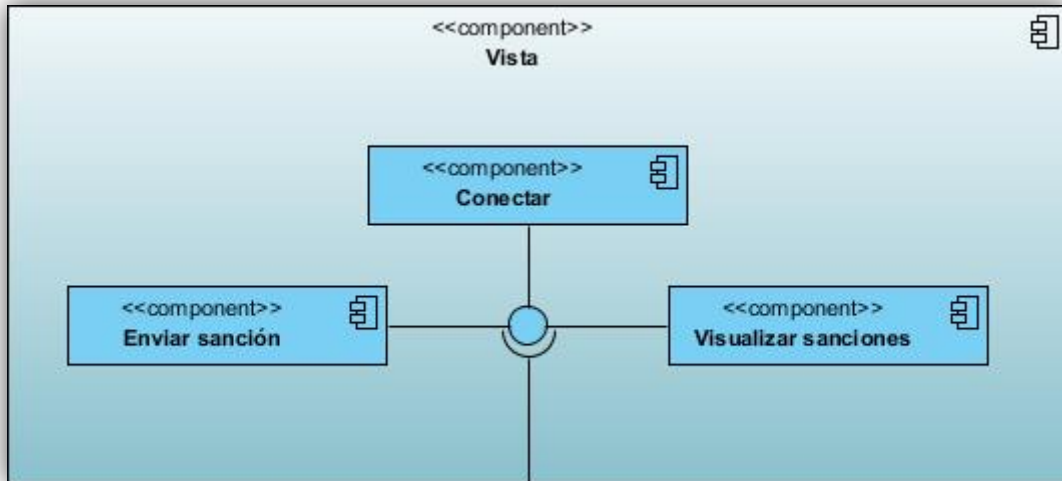 <<component>>
Vista
<<component>>
Conectar
<<component>>
Enviar sanción
<<component>>
Visualizar sanciones